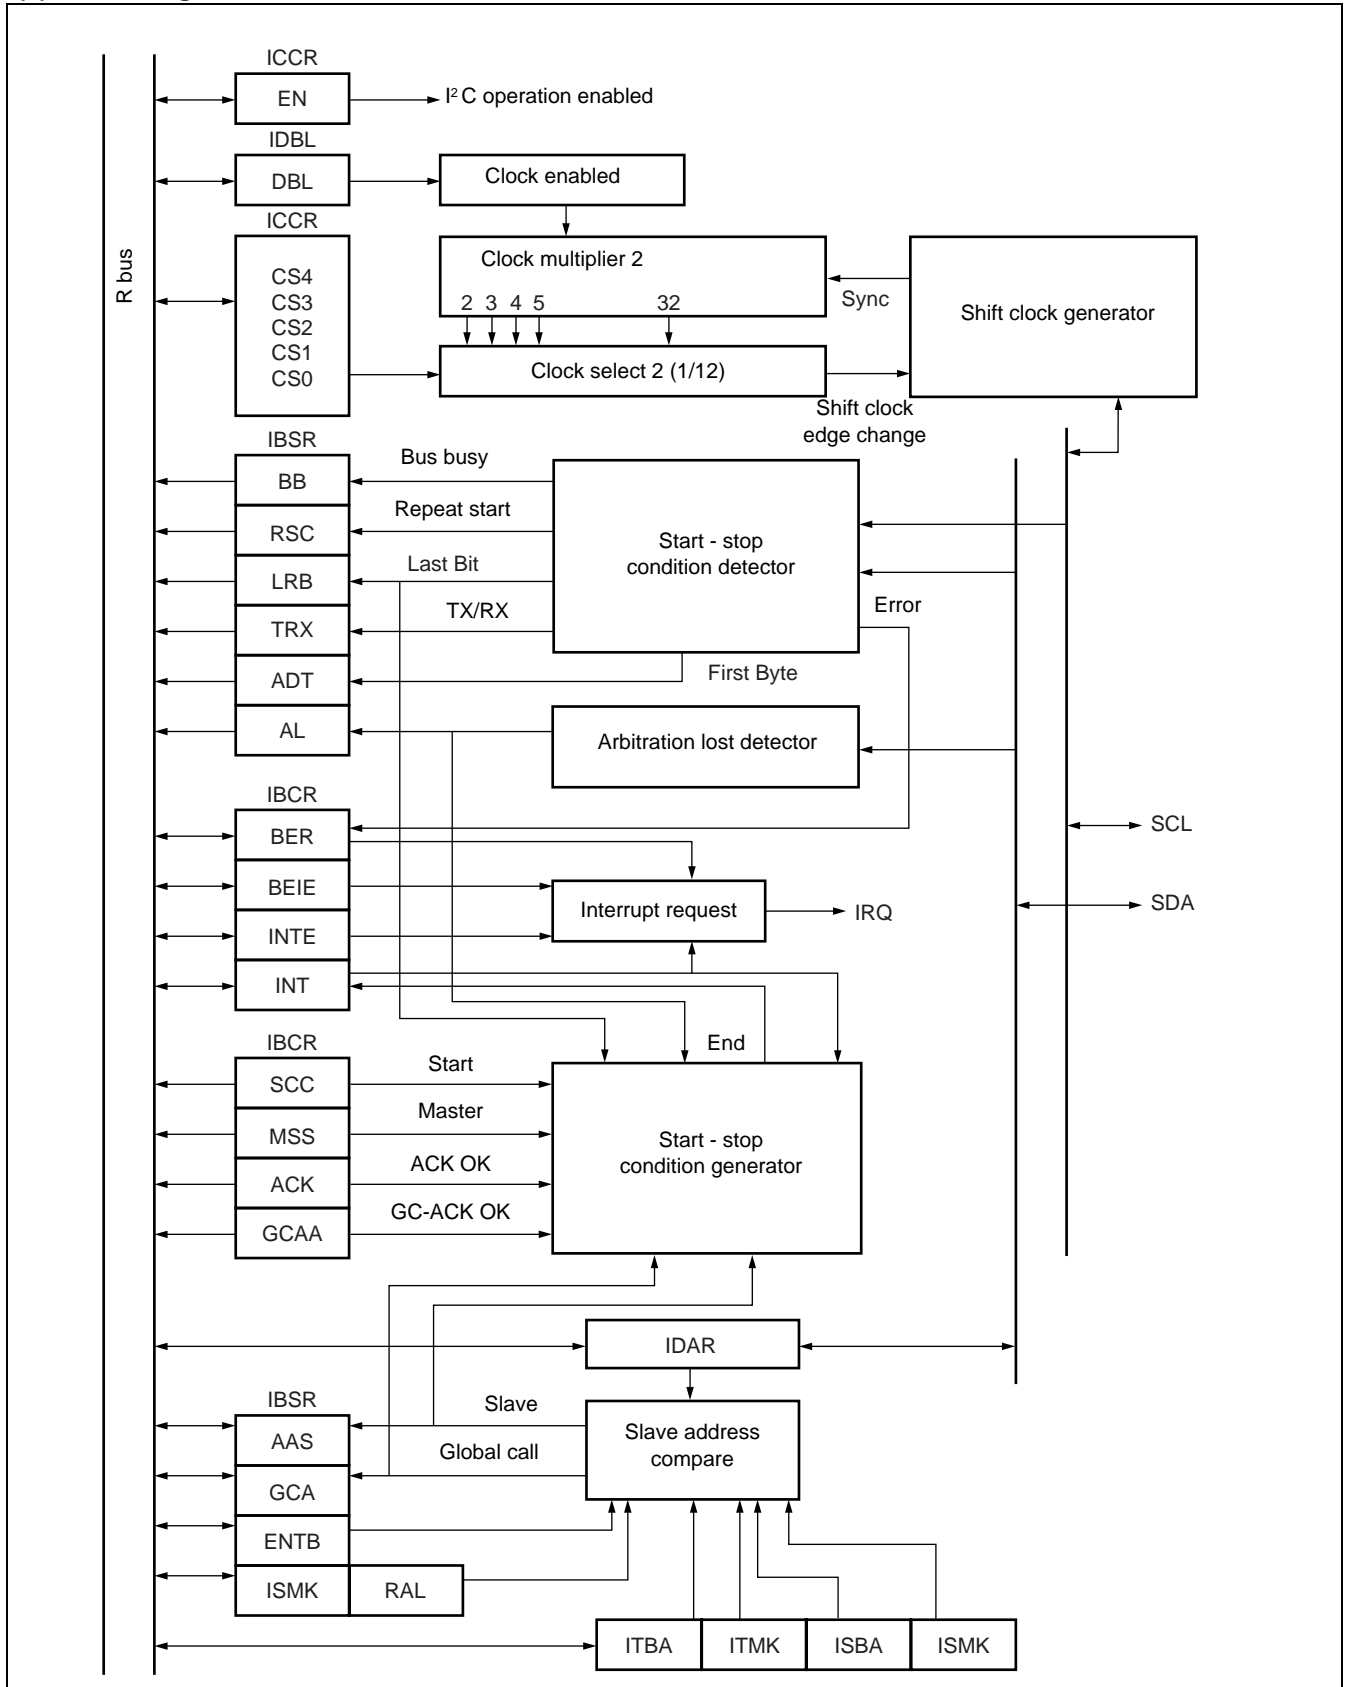 R bus
ICCR
EN
I² C operation enabled
IDBL
DBL
Clock enabled
ICCR
CS4
CS3
CS2
CS1
CS0
Clock multiplier 2
2 3 4 5 32
Sync
Shift clock generator
Clock select 2 (1/12)
Shift clock
edge change
IBSR
BB
Bus busy
RSC
Repeat start
LRB
Last Bit
TRX
TX/RX
ADT
First Byte
AL
Start - stop
condition detector
Error
Arbitration lost detector
IBCR
BER
BEIE
INTE
INT
Interrupt request
IRQ
SCL
SDA
End
IBCR
SCC
Start
MSS
Master
ACK
ACK OK
GCAA
GC-ACK OK
Start - stop
condition generator
IDAR
IBSR
AAS
Slave
GCA
Global call
Slave address
compare
ENTB
ISMK
RAL
ITBA
ITMK
ISBA
ISMK